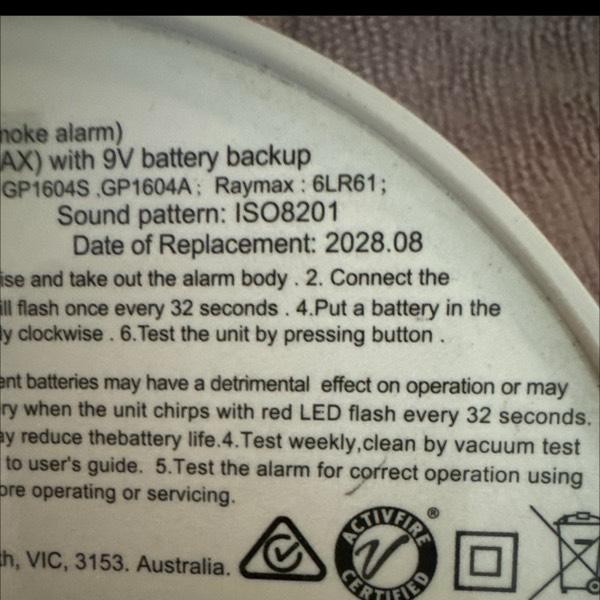 moke alarm)
AX) with 9V battery backup
GP1604S ,GP1604A; Raymax : 6LR61;
Sound pattern: ISO8201
Date of Replacement: 2028.08
ise and take out the alarm body . 2. Connect the
ill flash once every 32 seconds . 4.Put a battery in the
ly clockwise . 6.Test the unit by pressing button .
ent batteries may have a detrimental effect on operation or may
ry when the unit chirps with red LED flash every 32 seconds.
ay reduce thebattery life.4.Test weekly,clean by vacuum test
to user's guide. 5.Test the alarm for correct operation using
ore operating or servicing.
th, VIC, 3153. Australia.
ACTIVFIRE ®
CERTIFIED